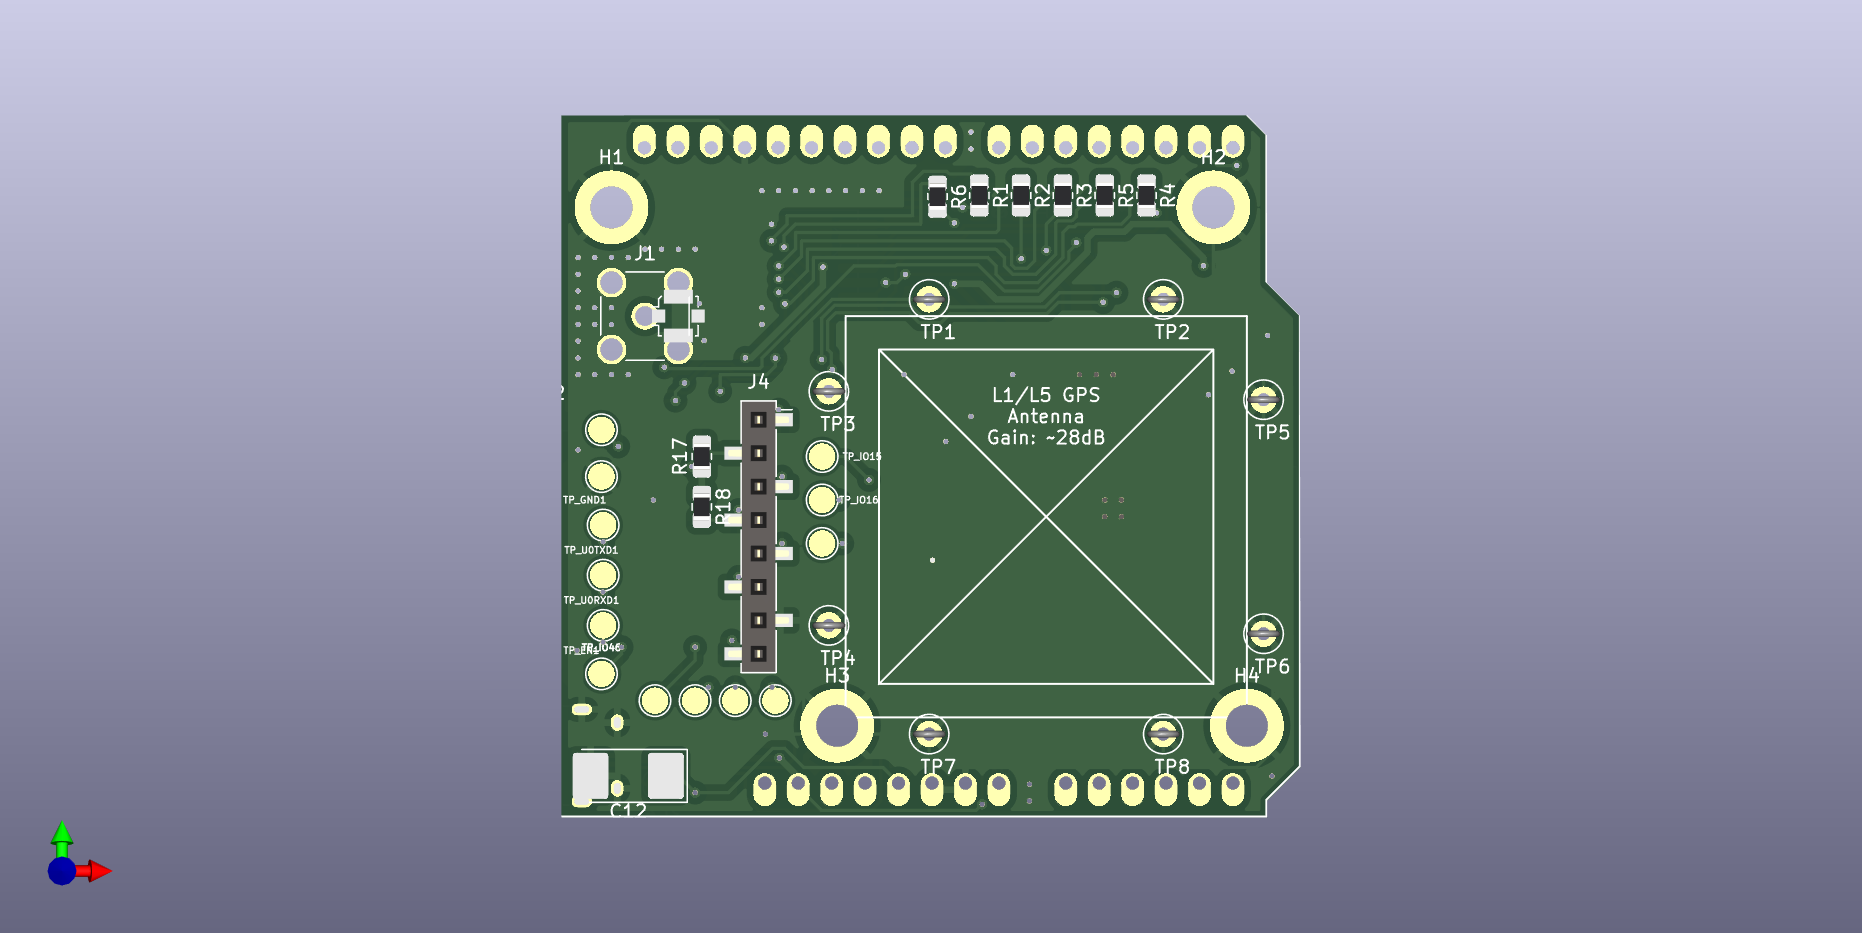 H1
H2
R6
R1
R2
R3
R5
R4
J1
TP1
TP2
J4
TP3
L1/L5 GPS
Antenna
Gain: ~28dB
TP5
R17
TP_IO15
R18
TP_GND1
TP_IO16
TP_U0TXD1
TP_U0RXD1
TP_EN1
TP_IO46
TP4
TP6
H3
H4
TP7
TP8
C12